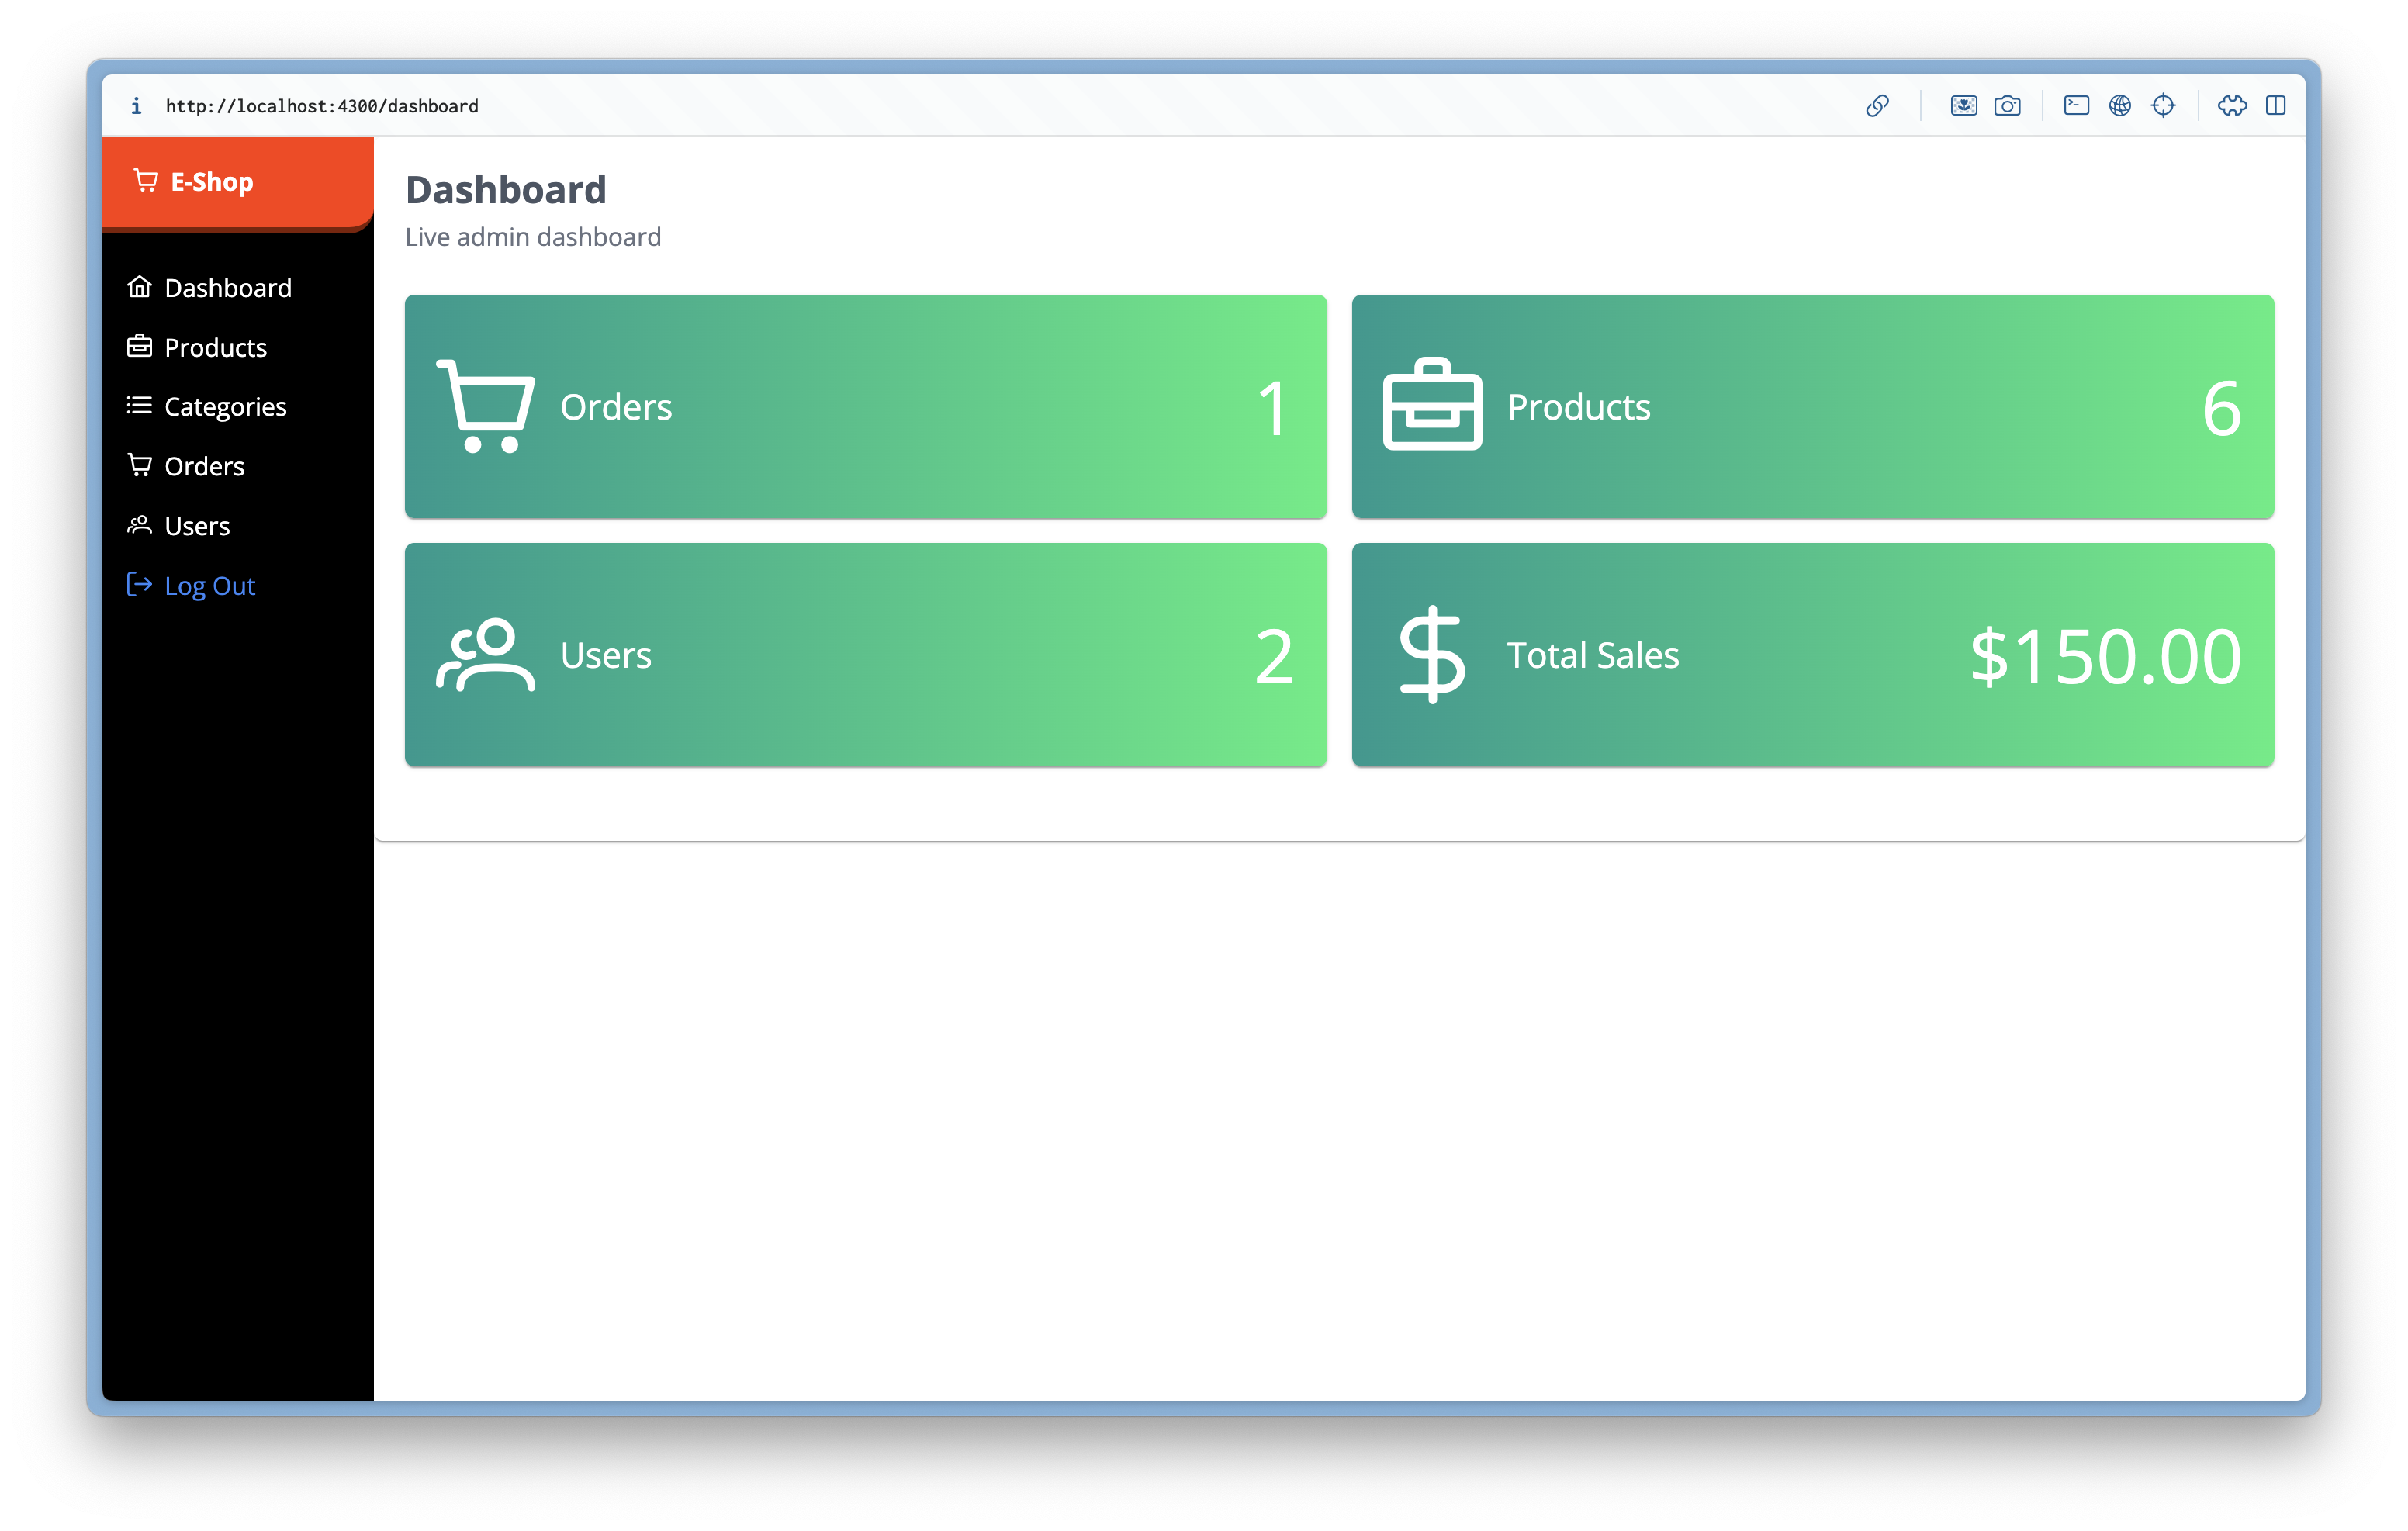 http://localhost:4300/dashboard
E-Shop
Dashboard
Products
Categories
Orders
Users
Log Out
Dashboard
Live admin dashboard
Orders 1
Products 6
Users 2
Total Sales $150.00